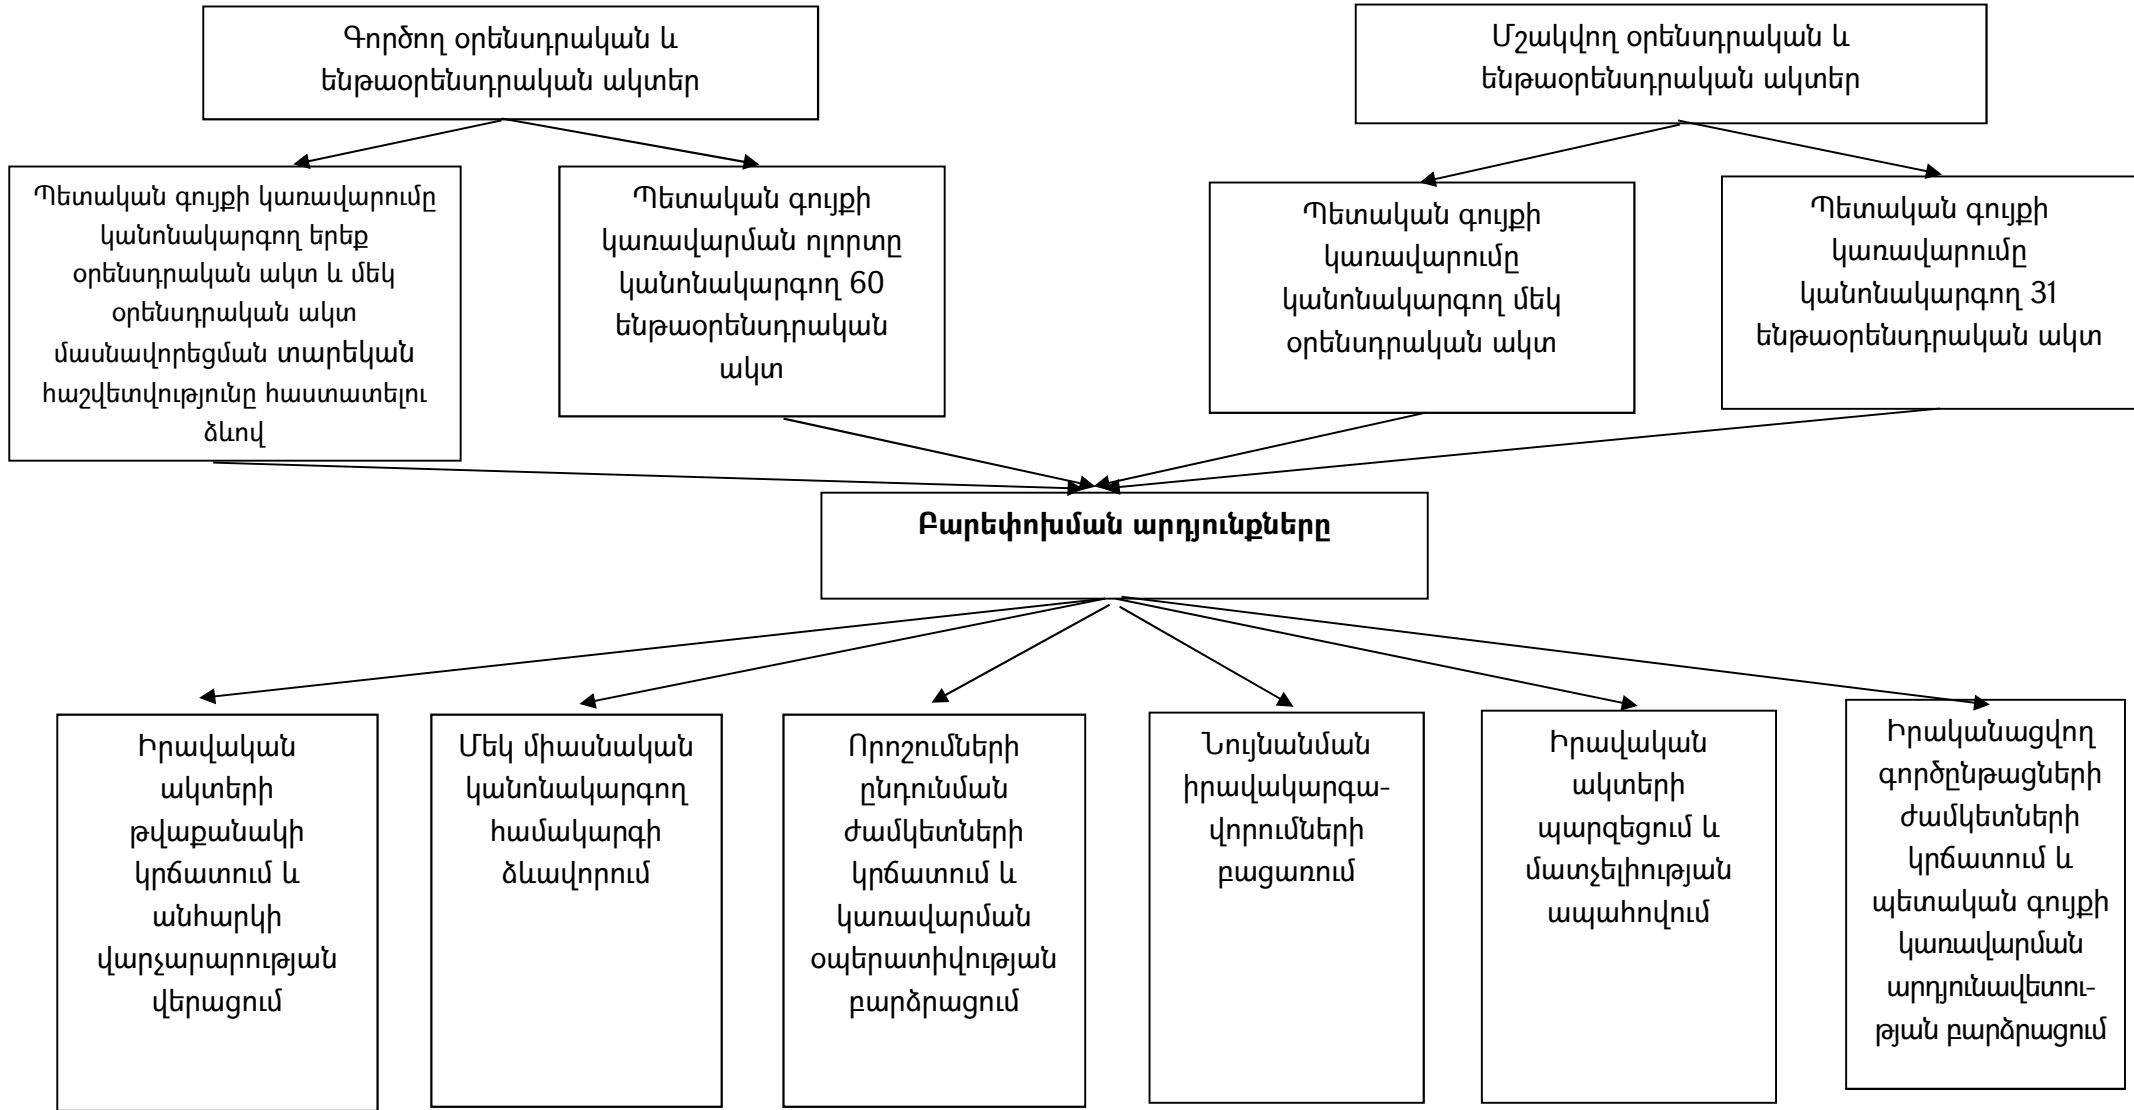 Գործող օրենսդրական և
ենթաօրենսդրական ակտեր
Մշակվող օրենսդրական և
ենթաօրենսդրական ակտեր
Պետական գույքի կառավարումը
կանոնակարգող երեք
օրենսդրական ակտ և մեկ
օրենսդրական ակտ
մասնավորեցման տարեկան
հաշվետվությունը հաստատելու
ձևով
Պետական գույքի
կառավարման ոլորտը
կանոնակարգող 60
ենթաօրենսդրական
ակտ
Պետական գույքի
կառավարումը
կանոնակարգող մեկ
օրենսդրական ակտ
Պետական գույքի
կառավարումը
կանոնակարգող 31
ենթաօրենսդրական ակտ
Բարեփոխման արդյունքները
Իրավական
ակտերի
թվաքանակի
կրճատում և
անհարկի
վարչարարության
վերացում
Մեկ միասնական
կանոնակարգող
համակարգի
ձևավորում
Որոշումների
ընդունման
ժամկետների
կրճատում և
կառավարման
օպերատիվության
բարձրացում
Նույնանման
իրավակարգա-
վորումների
բացառում
Իրավական
ակտերի
պարզեցում և
մատչելիության
ապահովում
Իրականացվող
գործընթացների
ժամկետների
կրճատում և
պետական գույքի
կառավարման
արդյունավետու-
թյան բարձրացում